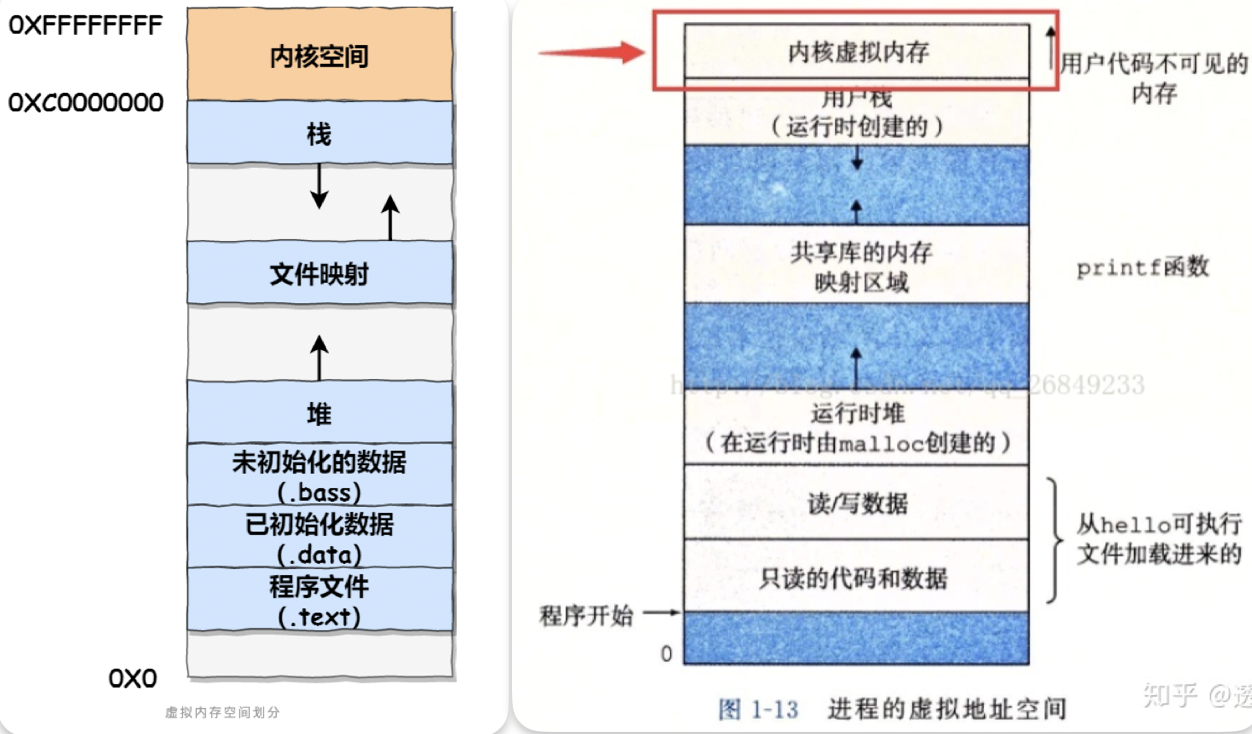 0XFFFFFFFF
内核空间
0XC0000000
栈
文件映射
堆
未初始化的数据
(.bass)
已初始化数据
(.data)
程序文件
(.text)
0X0
虚拟内存空间划分
内核虚拟内存
用户代码不可见的
内存
用户栈
(运行时创建的)
共享库的内存
映射区域
printf函数
运行时堆
(在运行时由malloc创建的)
读/写数据
只读的代码和数据
从hello可执行
文件加载进来的
程序开始
0
图 1-13 进程的虚拟地址空间
知乎 @